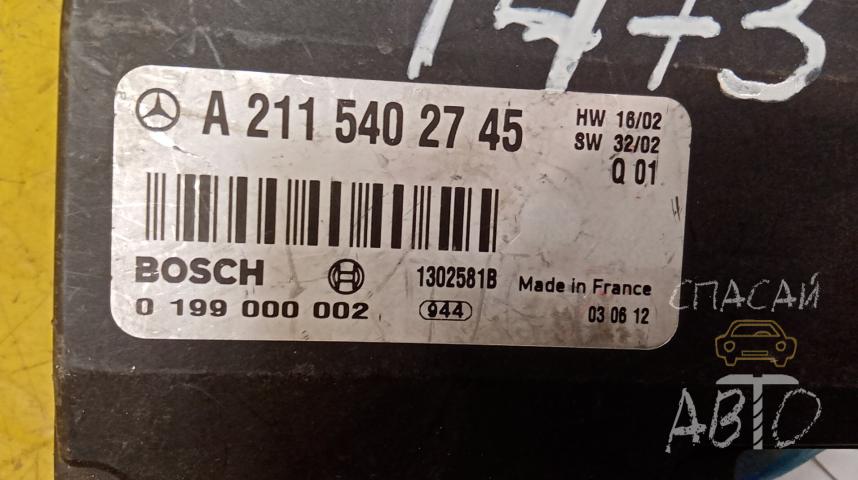 1473
A 211 540 27 45
HW 16/02
SW 32/02
Q 01
BOSCH
1302581B
Made in France
0 199 000 002
944
03 06 12
СПАСАЙ
АВТО